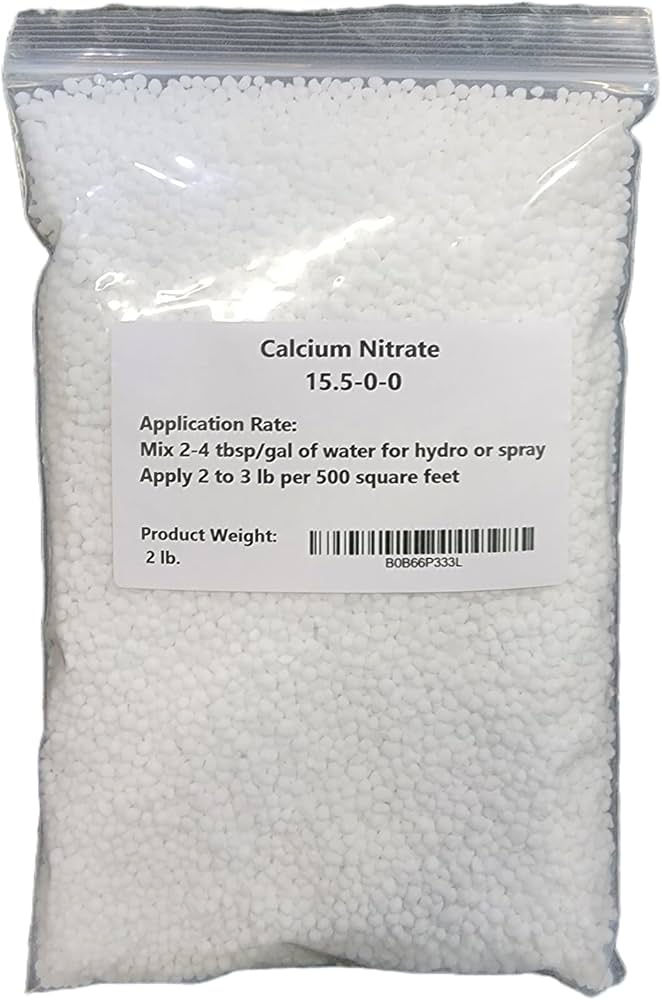 Calcium Nitrate
15.5-0-0
Application Rate:
Mix 2-4 tbsp/gal of water for hydro or spray
Apply 2 to 3 lb per 500 square feet
Product Weight:
2 lb.
B0B66P333L